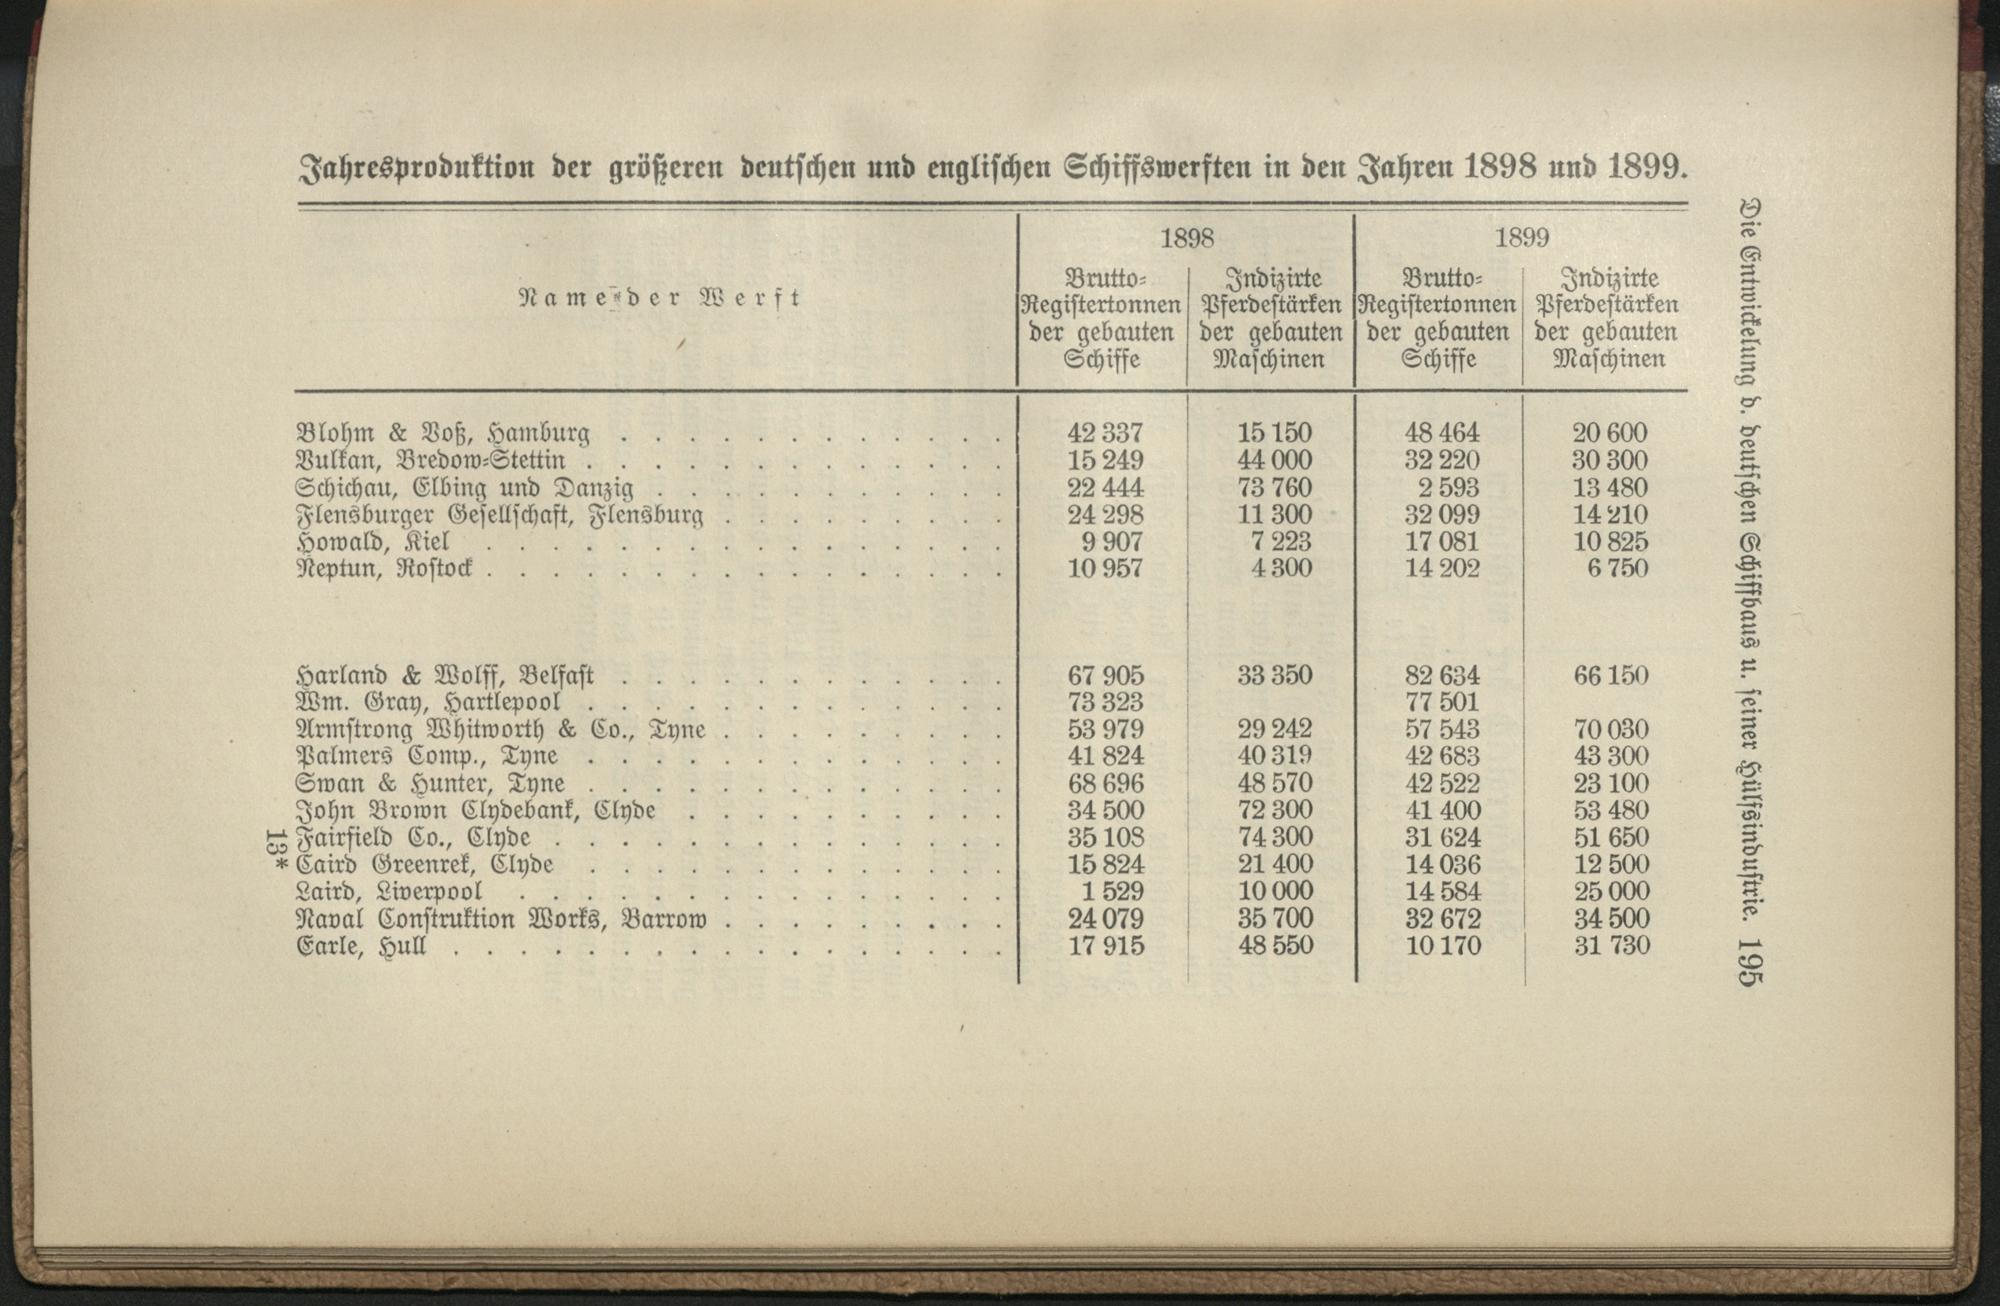 Jahresproduktion der größeren deutschen und englischen Schiffswerften in den Jahren 1898 und 1899.
Name der Werft
1898
1899
Brutto-Registertonnen der gebauten Schiffe
Indizirte Pferdestärken der gebauten Maschinen
Brutto-Registertonnen der gebauten Schiffe
Indizirte Pferdestärken der gebauten Maschinen
Blohm & Voß, Hamburg . . . . . . . . . . . . 42 337 15 150 48 464 20 600
Vulkan, Bredow-Stettin . . . . . . . . . . . . . 15 249 44 000 32 220 30 300
Schichau, Elbing und Danzig . . . . . . . . . . . 22 444 73 760 2 593 13 480
Flensburger Gesellschaft, Flensburg . . . . . . . . . 24 298 11 300 32 099 14 210
Howald, Kiel . . . . . . . . . . . . . . . 9 907 7 223 17 081 10 825
Neptun, Rostock . . . . . . . . . . . . . . . 10 957 4 300 14 202 6 750
Harland & Wolff, Belfast . . . . . . . . . . . . 67 905 33 350 82 634 66 150
Wm. Gray, Hartlepool . . . . . . . . . . . . . 73 323 77 501
Armstrong Whitworth & Co., Tyne . . . . . . . . . 53 979 29 242 57 543 70 030
Palmers Comp., Tyne . . . . . . . . . . . . . 41 824 40 319 42 683 43 300
Swan & Hunter, Tyne . . . . . . . . . . . . . 68 696 48 570 42 522 23 100
John Brown Clydebank, Clyde . . . . . . . . . . 34 500 72 300 41 400 53 480
Fairfield Co., Clyde . . . . . . . . . . . . . . 35 108 74 300 31 624 51 650
Caird Greenrek, Clyde . . . . . . . . . . . . . 15 824 21 400 14 036 12 500
Laird, Liverpool . . . . . . . . . . . . . . 1 529 10 000 14 584 25 000
Naval Construktion Works, Barrow . . . . . . . . . 24 079 35 700 32 672 34 500
Earle, Hull . . . . . . . . . . . . . . . . 17 915 48 550 10 170 31 730
13*
Die Entwickelung d. deutschen Schiffbaus u. seiner Hülfsindustrie. 195